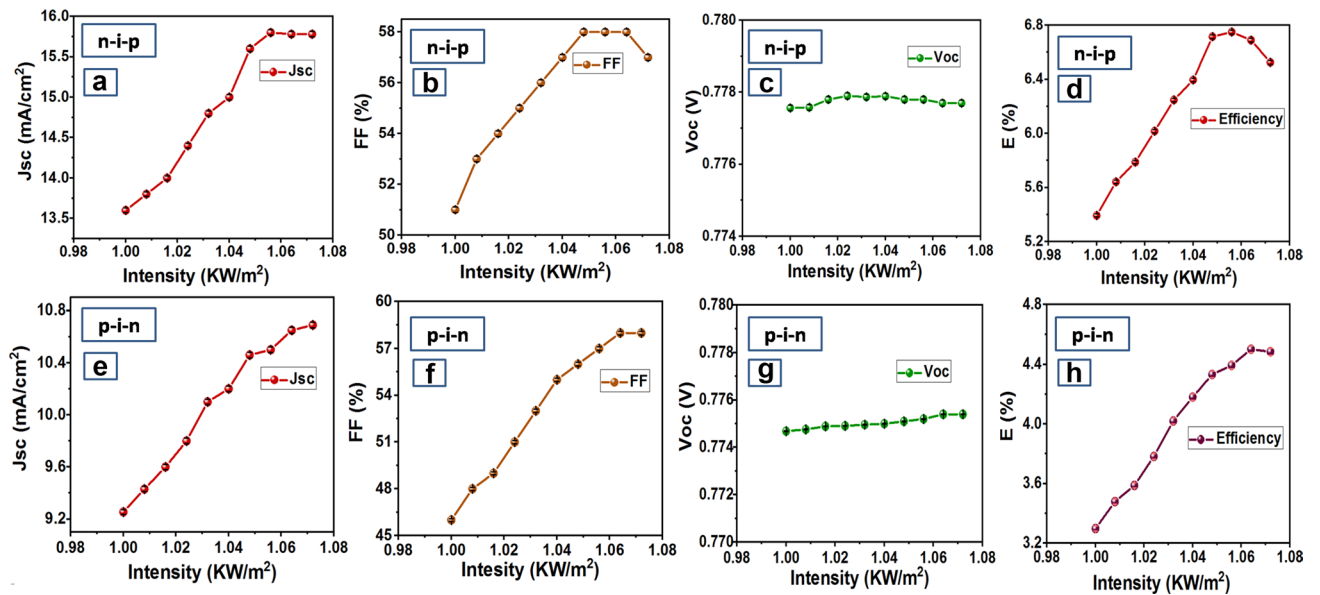 n-i-p
a
Jsc
Jsc (mA/cm²)
16.0
15.5
15.0
14.5
14.0
13.5
0.98
1.00
1.02
1.04
1.06
1.08
Intensity (KW/m²)
n-i-p
b
FF
FF (%)
58
56
54
52
50
0.98
1.00
1.02
1.04
1.06
1.08
Intensity (KW/m²)
n-i-p
c
Voc
Voc (V)
0.780
0.778
0.776
0.774
0.98
1.00
1.02
1.04
1.06
1.08
Intensity (KW/m²)
n-i-p
d
Efficiency
E (%)
6.8
6.4
6.0
5.6
5.2
0.98
1.00
1.02
1.04
1.06
1.08
Intensity (KW/m²)
p-i-n
e
Jsc
Jsc (mA/cm²)
10.8
10.4
10.0
9.6
9.2
0.98
1.00
1.02
1.04
1.06
1.08
Intensity (KW/m²)
p-i-n
f
FF
FF (%)
60
57
54
51
48
45
0.98
1.00
1.02
1.04
1.06
1.08
Intesity (KW/m²)
p-i-n
g
Voc
Voc (V)
0.780
0.778
0.776
0.774
0.772
0.770
0.98
1.00
1.02
1.04
1.06
1.08
Intensity (KW/m²)
p-i-n
h
Efficiency
E (%)
4.8
4.4
4.0
3.6
3.2
0.98
1.00
1.02
1.04
1.06
1.08
Intensity (KW/m²)